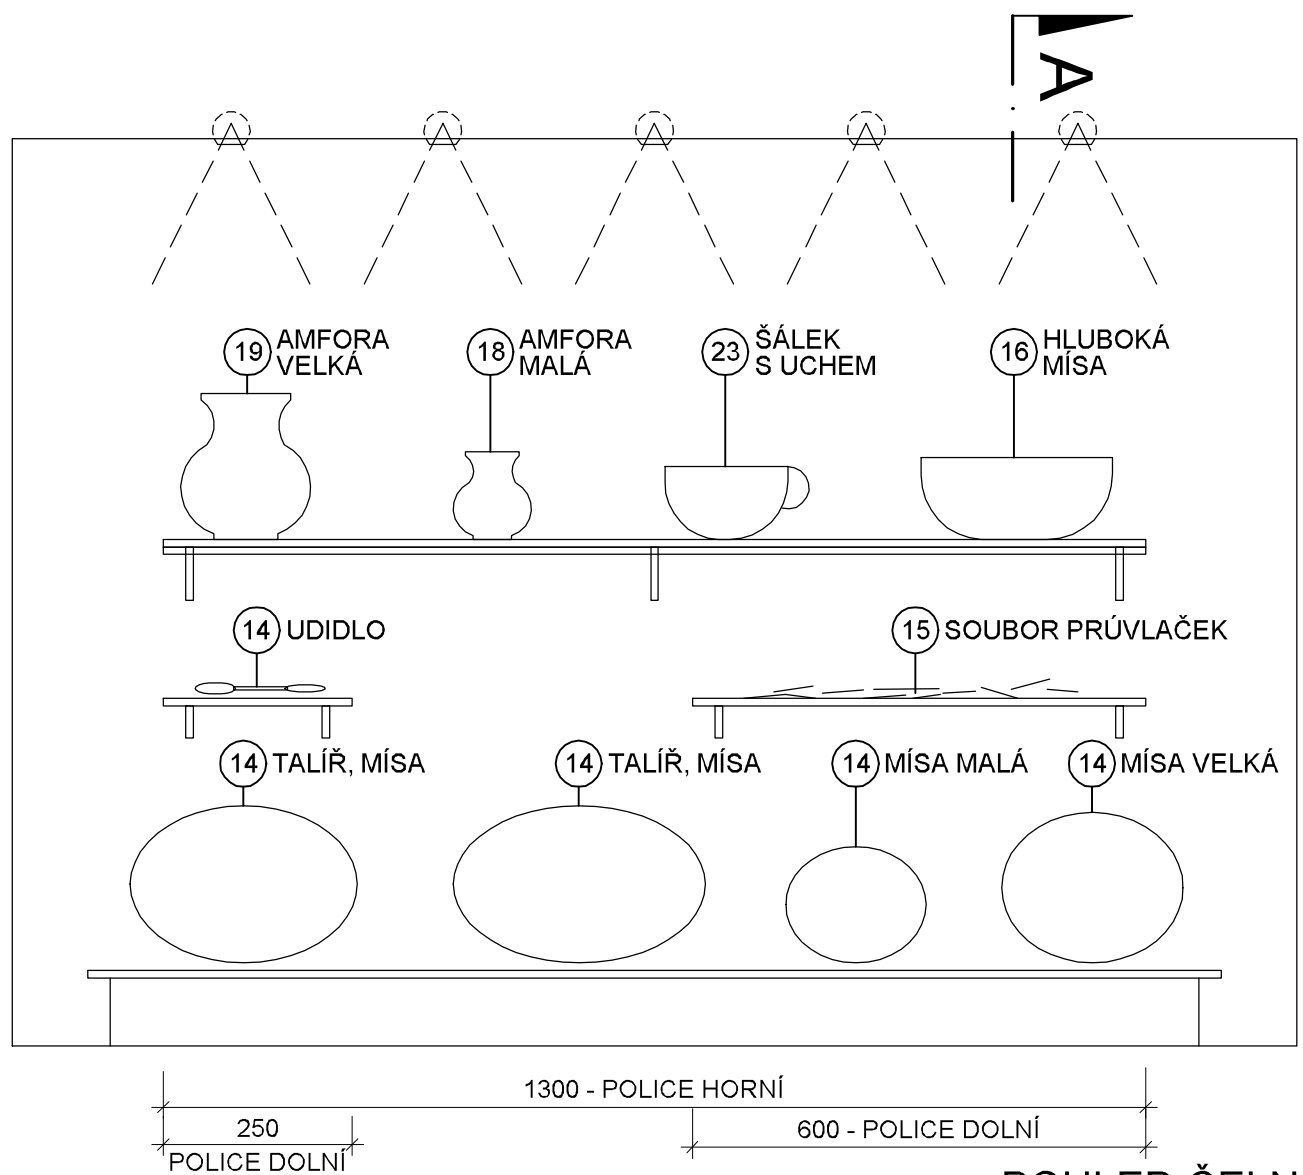 A
19 AMFORA
VELKÁ
18 AMFORA
MALÁ
23 ŠÁLEK
S UCHEM
16 HLUBOKÁ
MÍSA
14 UDIDLO
15 SOUBOR PRÚVLAČEK
14 TALÍŘ, MÍSA
14 TALÍŘ, MÍSA
14 MÍSA MALÁ
14 MÍSA VELKÁ
1300 - POLICE HORNÍ
250
POLICE DOLNÍ
600 - POLICE DOLNÍ